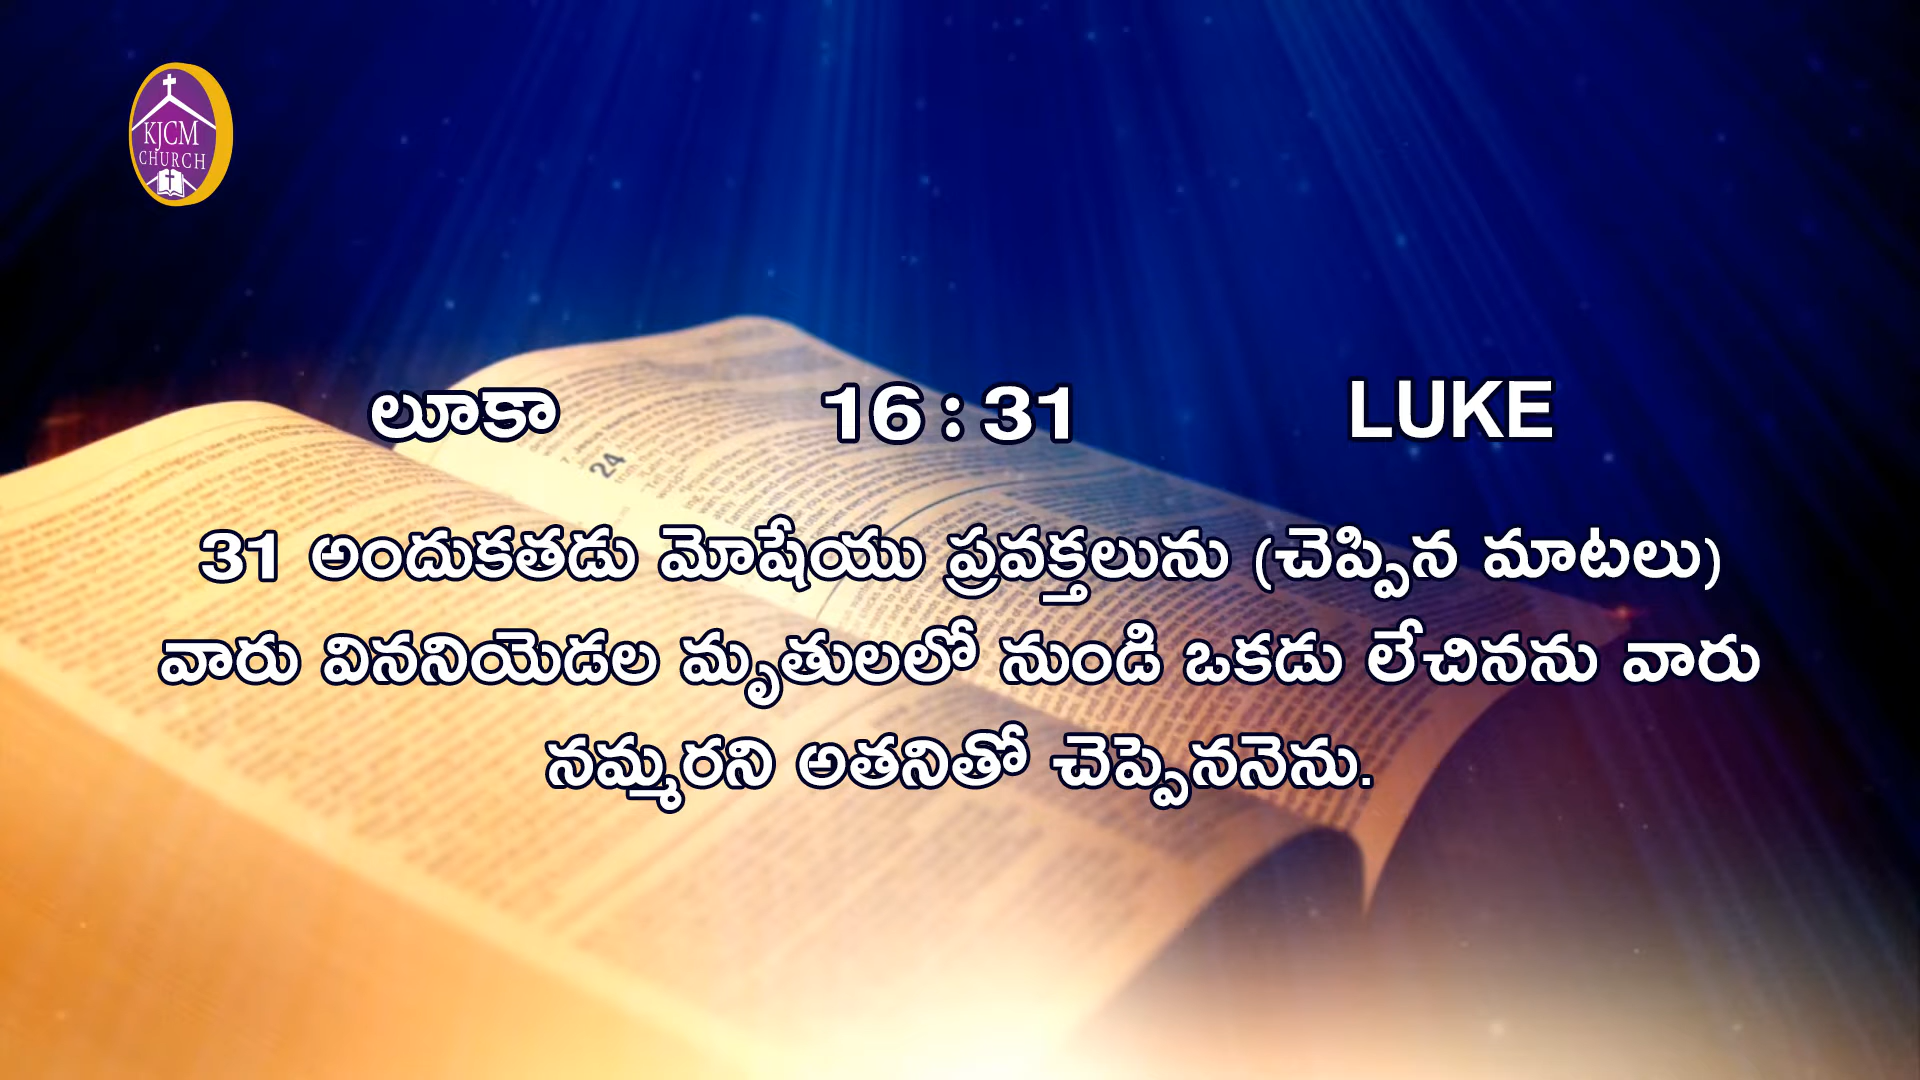 KJCM
CHURCH
లూకా 16 : 31 LUKE
24
31 అందుకతడు మోషేయు ప్రవక్తలును (చెప్పిన మాటలు)
వారు విననియెడల మృతులలో నుండి ఒకడు లేచినను వారు
నమ్మరని అతనితో చెప్పెననెను.